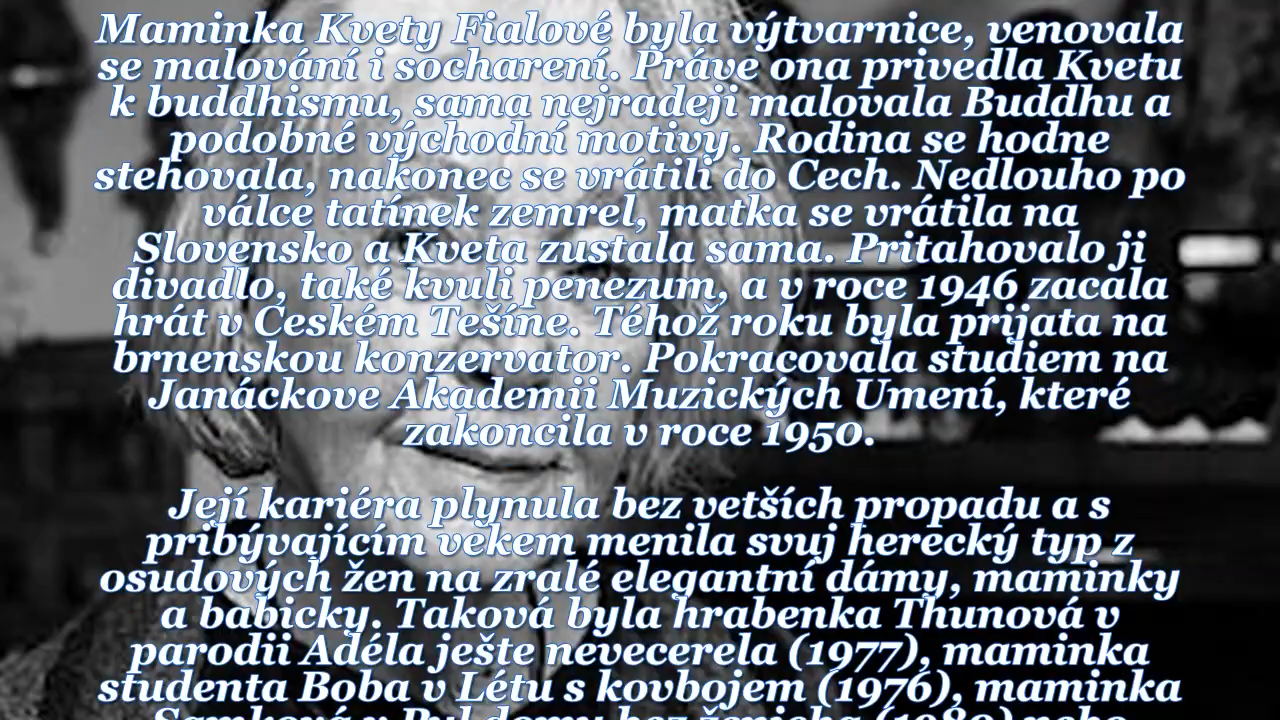 Maminka Kvety Fialové byla výtvarnice, venovala
se malování i socharení. Práve ona privedla Kvetu
k buddhismu, sama nejradeji malovala Buddhu a
podobné východní motivy. Rodina se hodne
stehovala, nakonec se vrátili do Cech. Nedlouho po
válce tatínek zemrel, matka se vrátila na
Slovensko a Kveta zustala sama. Pritahovalo ji
divadlo, také kvuli penezum, a v roce 1946 zacala
hrát v Ceském Tešíne. Téhož roku byla prijata na
brnenskou konzervator. Pokracovala studiem na
Janáckove Akademii Muzických Umení, které
zakoncila v roce 1950.
Její kariéra plynula bez vetších propadu a s
pribývajícím vekem menila svuj herecký typ z
osudových žen na zralé elegantní dámy, maminky
a babicky. Taková byla hrabenka Thunová v
parodii Adéla ješte nevecerela (1977), maminka
studenta Boba v Létu s kovbojem (1976), maminka